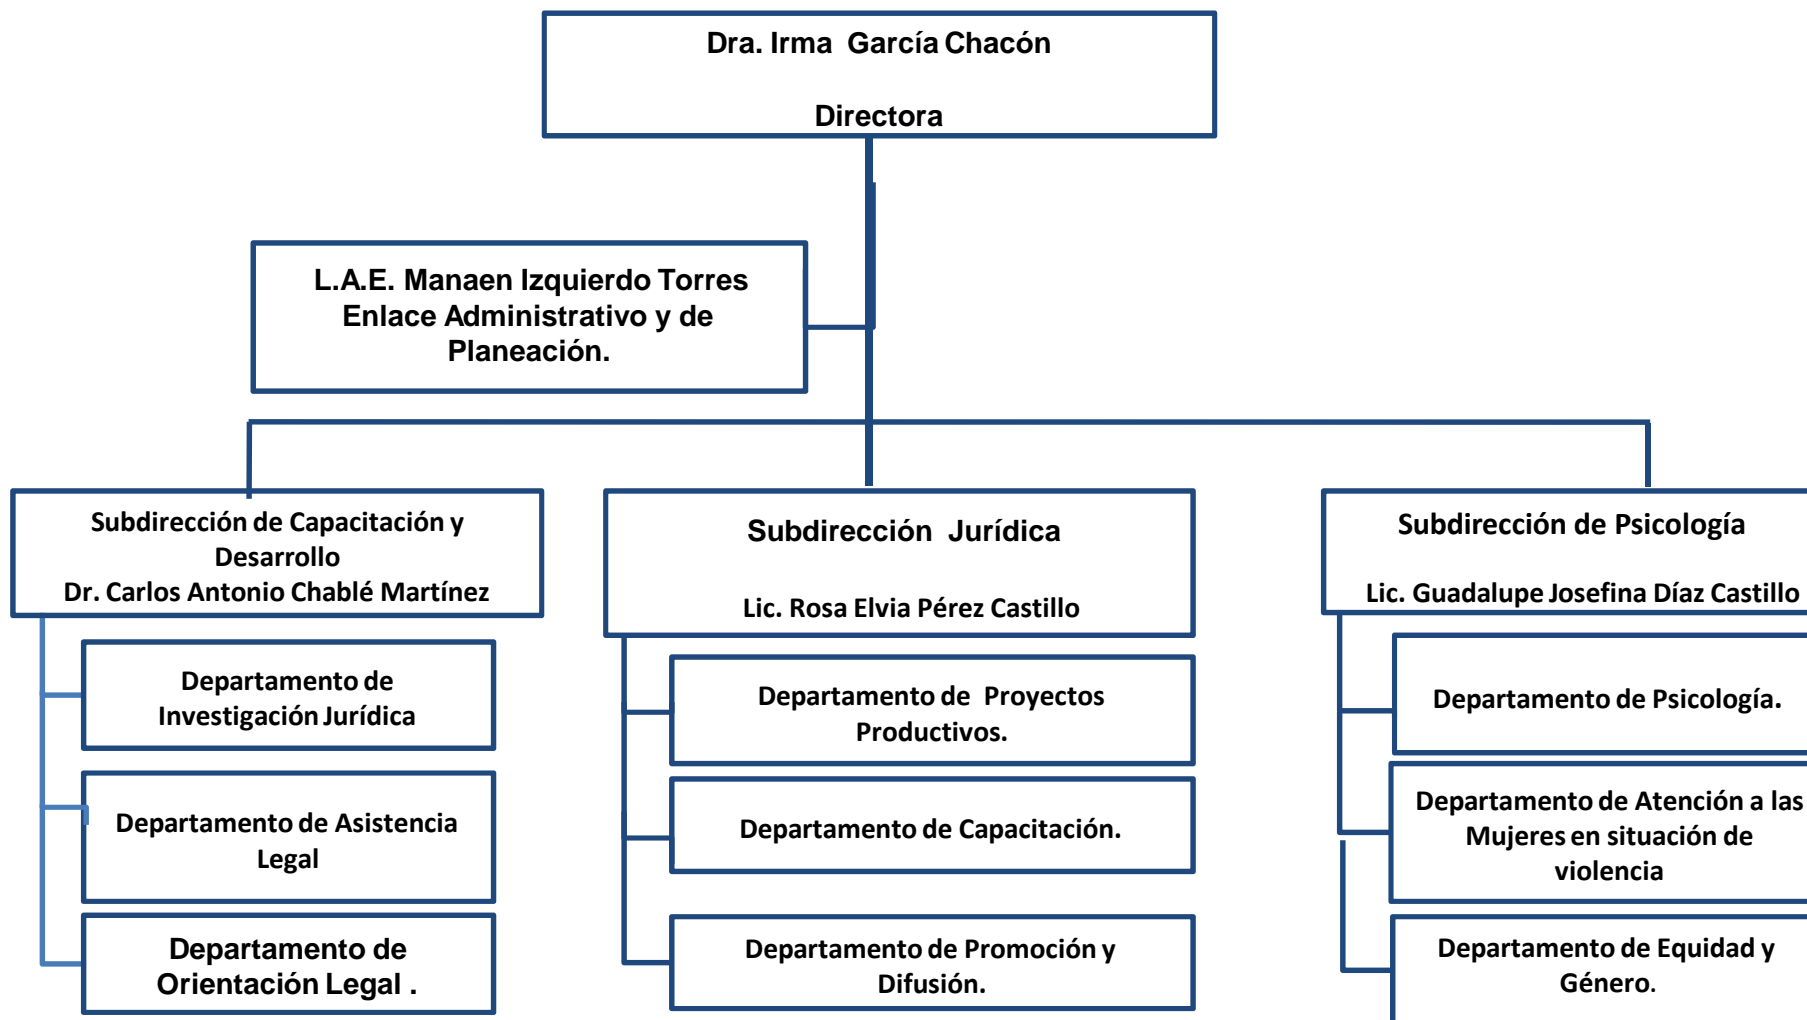 Dra. Irma García Chacón
Directora
L.A.E. Manaen Izquierdo Torres
Enlace Administrativo y de
Planeación.
Subdirección de Capacitación y
Desarrollo
Dr. Carlos Antonio Chablé Martínez
Departamento de
Investigación Jurídica
Departamento de Asistencia
Legal
Departamento de
Orientación Legal .
Subdirección Jurídica
Lic. Rosa Elvia Pérez Castillo
Departamento de Proyectos
Productivos.
Departamento de Capacitación.
Departamento de Promoción y
Difusión.
Subdirección de Psicología
Lic. Guadalupe Josefina Díaz Castillo
Departamento de Psicología.
Departamento de Atención a las
Mujeres en situación de
violencia
Departamento de Equidad y
Género.